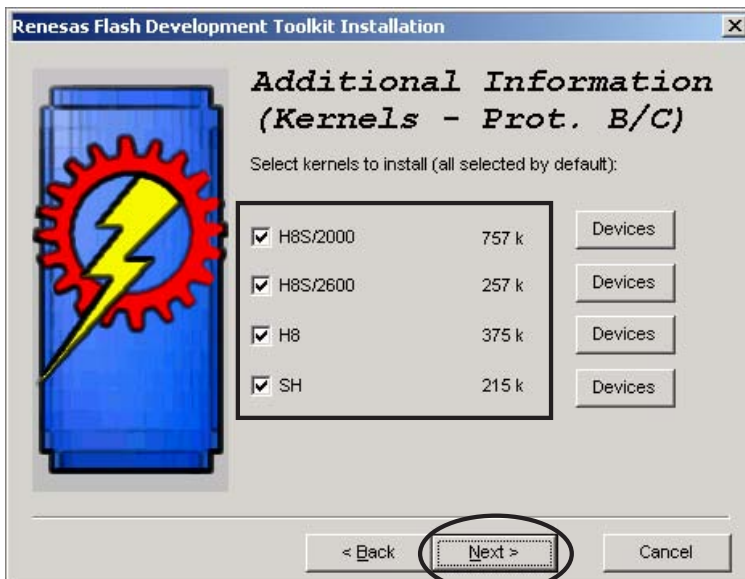 Renesas Flash Development Toolkit Installation
Additional Information
(Kernels - Prot. B/C)
Select kernels to install (all selected by default):
H8S/2000 757 k Devices
H8S/2600 257 k Devices
H8 375 k Devices
SH 215 k Devices
< Back Next > Cancel